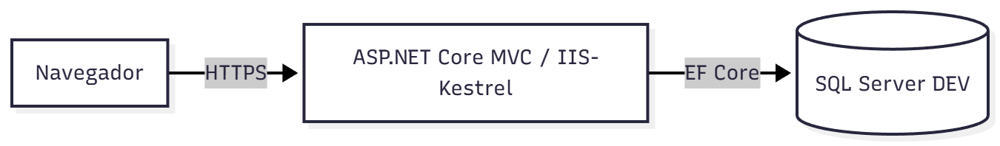 Navegador
HTTPS
ASP.NET Core MVC / IIS-
Kestrel
EF Core
SQL Server DEV